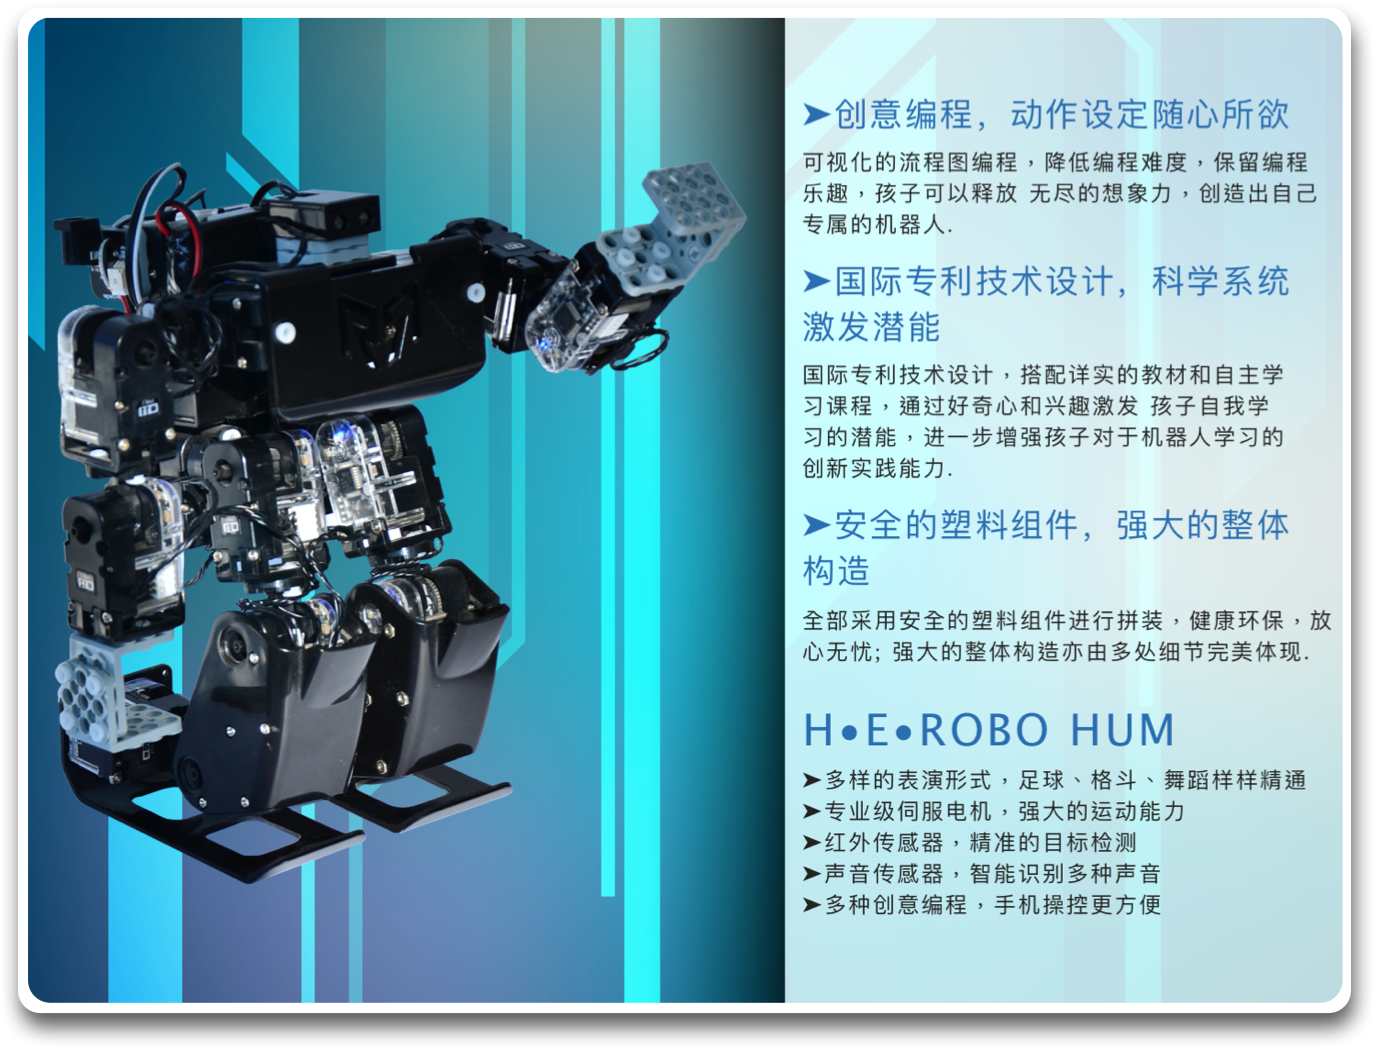 ➤创意编程，动作设定随心所欲
可视化的流程图编程，降低编程难度，保留编程
乐趣，孩子可以释放 无尽的想象力，创造出自己
专属的机器人.
➤国际专利技术设计，科学系统
激发潜能
国际专利技术设计，搭配详实的教材和自主学
习课程，通过好奇心和兴趣激发 孩子自我学
习的潜能，进一步增强孩子对于机器人学习的
创新实践能力.
➤安全的塑料组件，强大的整体
构造
全部采用安全的塑料组件进行拼装，健康环保，放
心无忧; 强大的整体构造亦由多处细节完美体现.
H•E•ROBO HUM
➤多样的表演形式，足球、格斗、舞蹈样样精通
➤专业级伺服电机，强大的运动能力
➤红外传感器，精准的目标检测
➤声音传感器，智能识别多种声音
➤多种创意编程，手机操控更方便